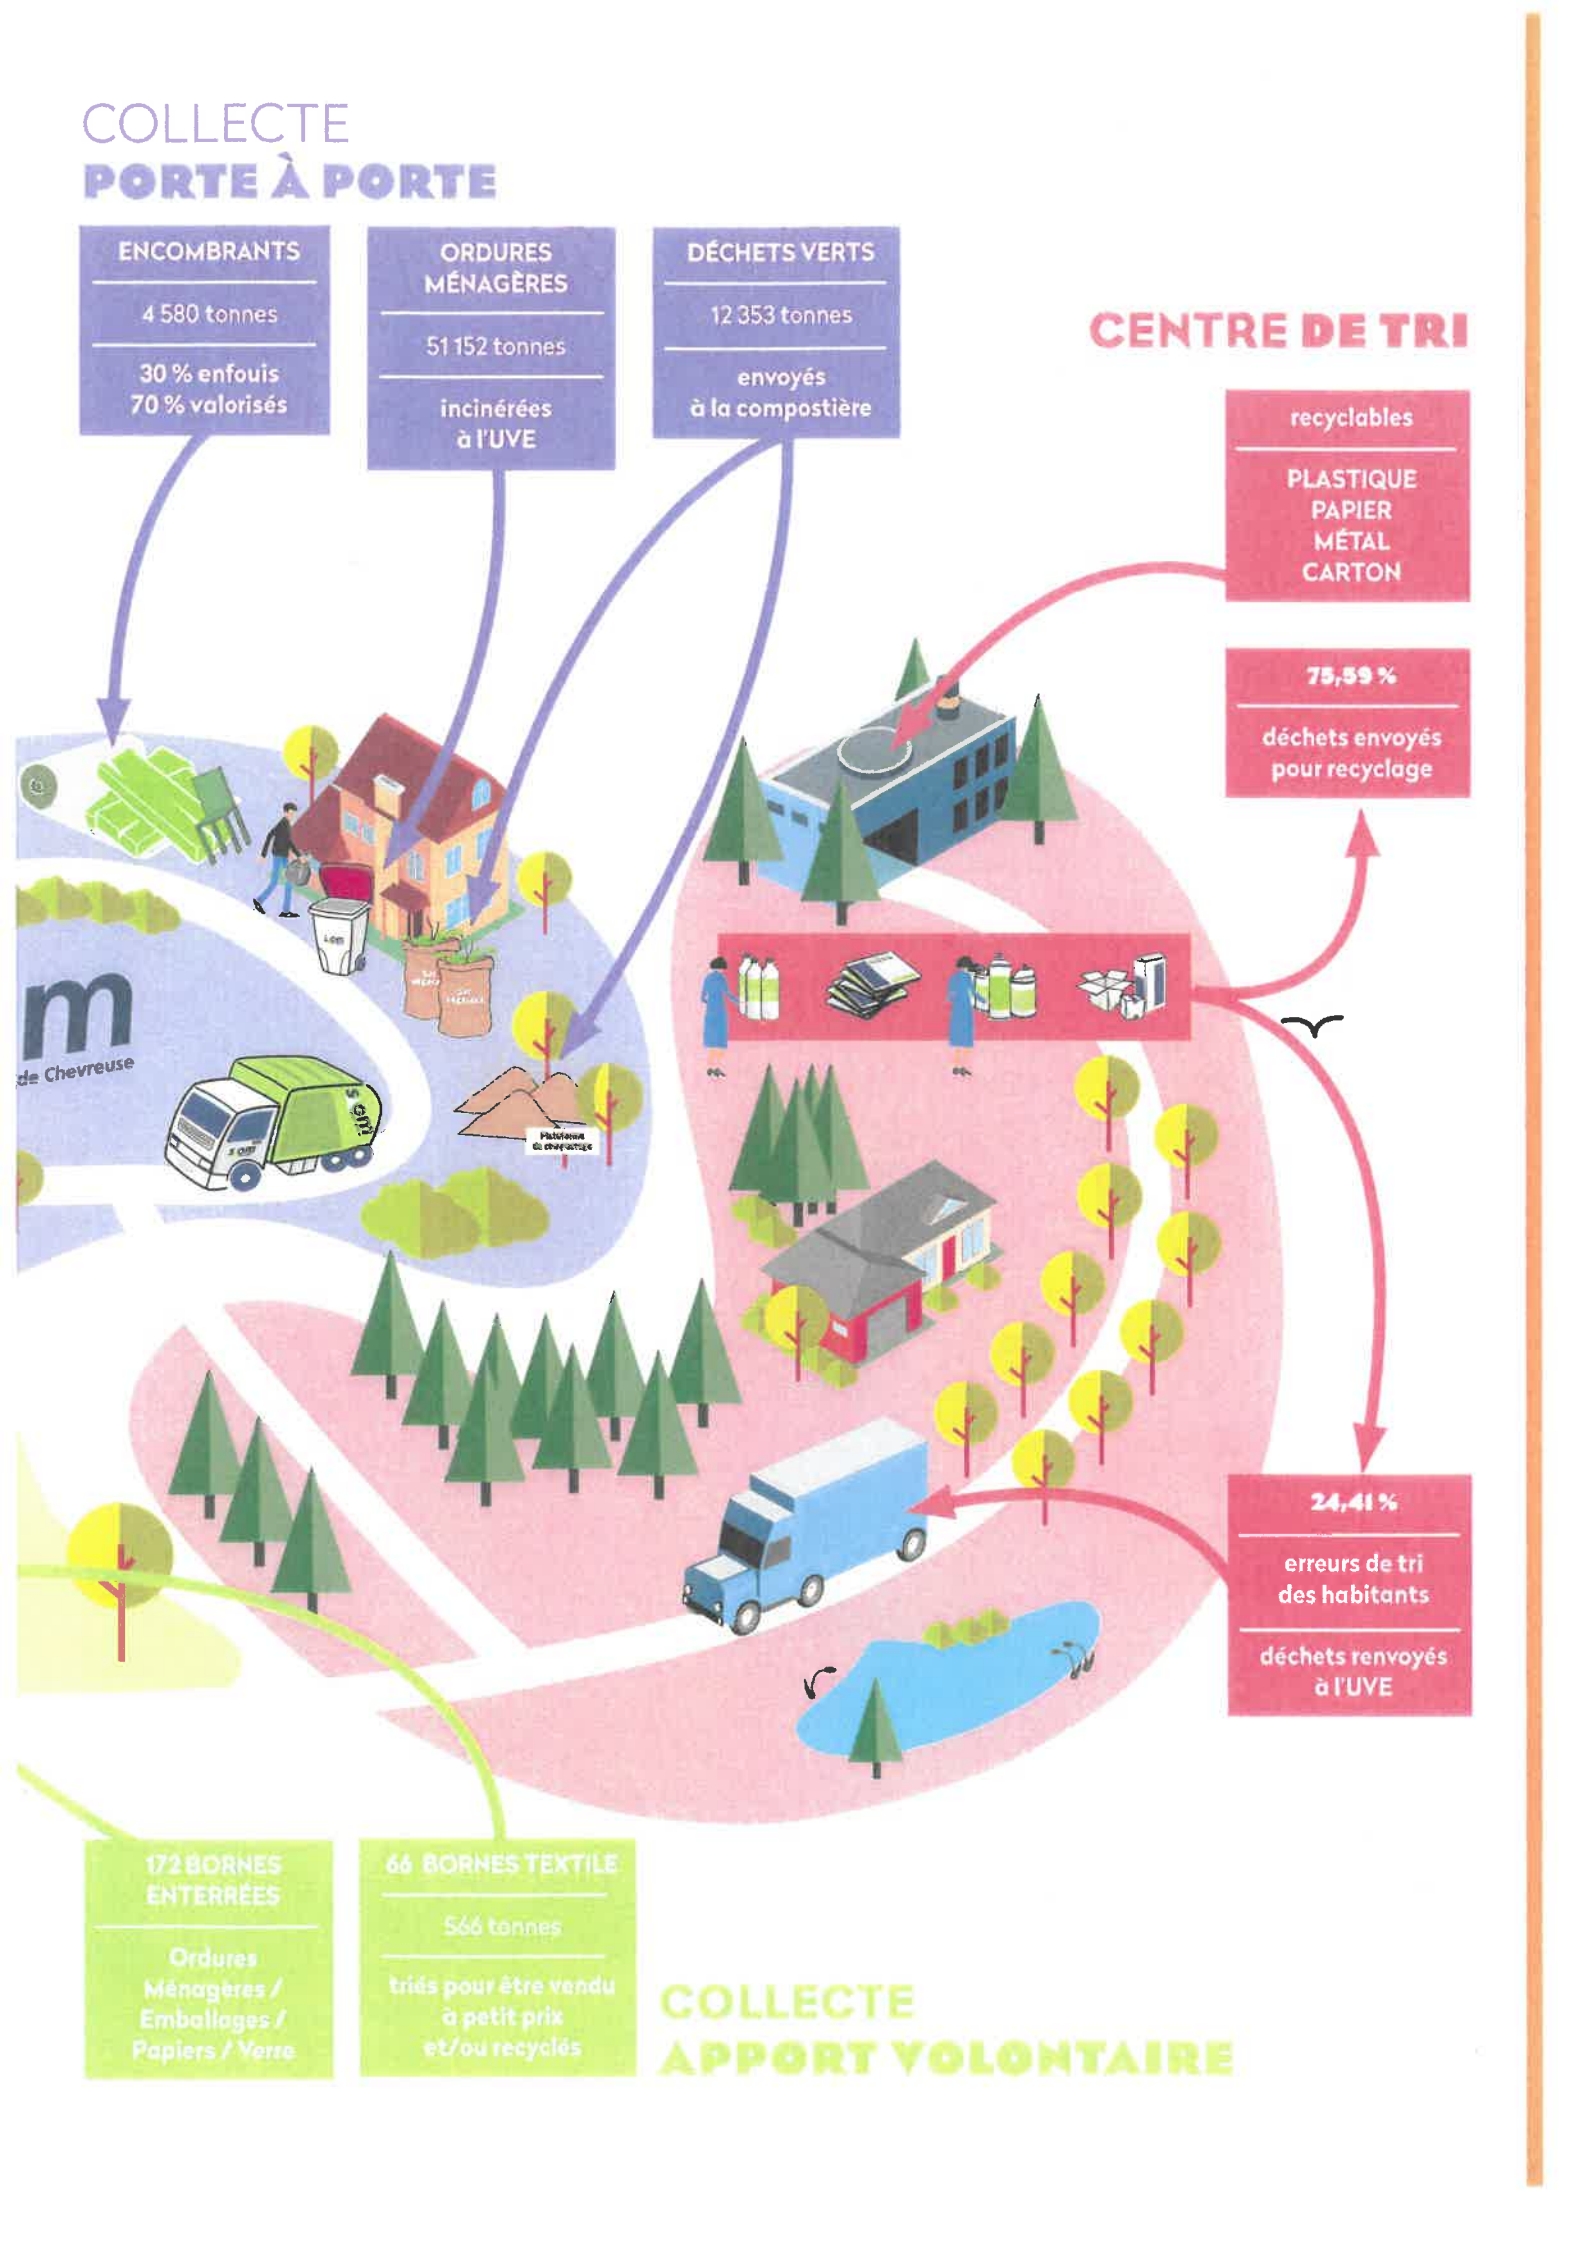 COLLECTE
PORTE À PORTE
ENCOMBRANTS
4 580 tonnes
30 % enfouis
70 % valorisés
ORDURES
MÉNAGÈRES
51 152 tonnes
incinérées
à l'UVE
DÉCHETS VERTS
12 353 tonnes
envoyés
à la compostière
CENTRE DE TRI
recyclables
PLASTIQUE
PAPIER
MÉTAL
CARTON
75,59 %
déchets envoyés
pour recyclage
m
de Chevreuse
Plateforme
24,41 %
erreurs de tri
des habitants
déchets renvoyés
à l'UVE
172 BORNES
ENTERRÉES
Ordures
Ménagères /
Emballages /
Papiers / Verre
66 BORNES TEXTILE
566 tonnes
triés pour être vendu
à petit prix
et/ou recyclés
COLLECTE
APPORT VOLONTAIRE